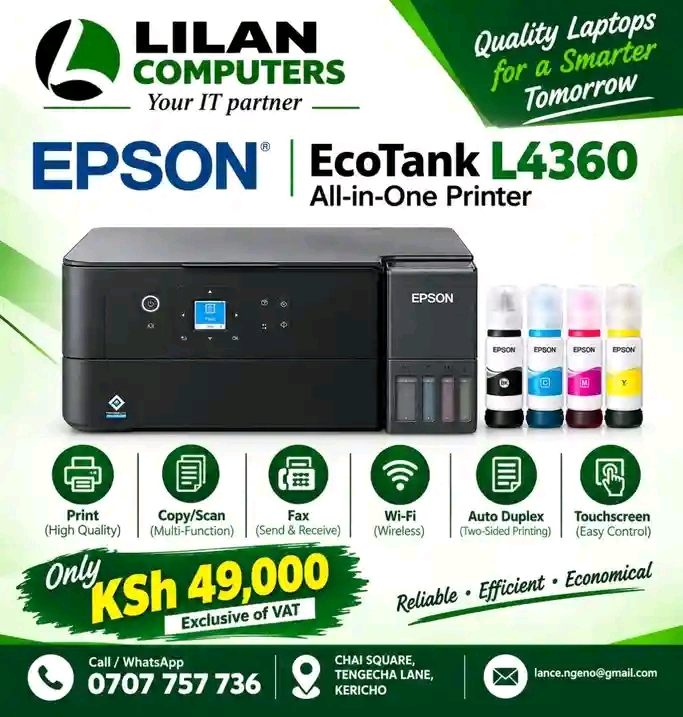 LILAN
COMPUTERS
Your IT partner
Quality Laptops
for a Smarter
Tomorrow
EPSON®
EcoTank L4360
All-in-One Printer
EPSON
EPSON
BK
EPSON
C
EPSON
M
EPSON
Y
Print
(High Quality)
Copy/Scan
(Multi-Function)
Fax
(Send & Receive)
Wi-Fi
(Wireless)
Auto Duplex
(Two-Sided Printing)
Touchscreen
(Easy Control)
Only
KSh 49,000
Exclusive of VAT
Reliable • Efficient • Economical
Call / WhatsApp
0707 757 736
CHAI SQUARE,
TENGECHA LANE,
KERICHO
lance.ngeno@gmail.com